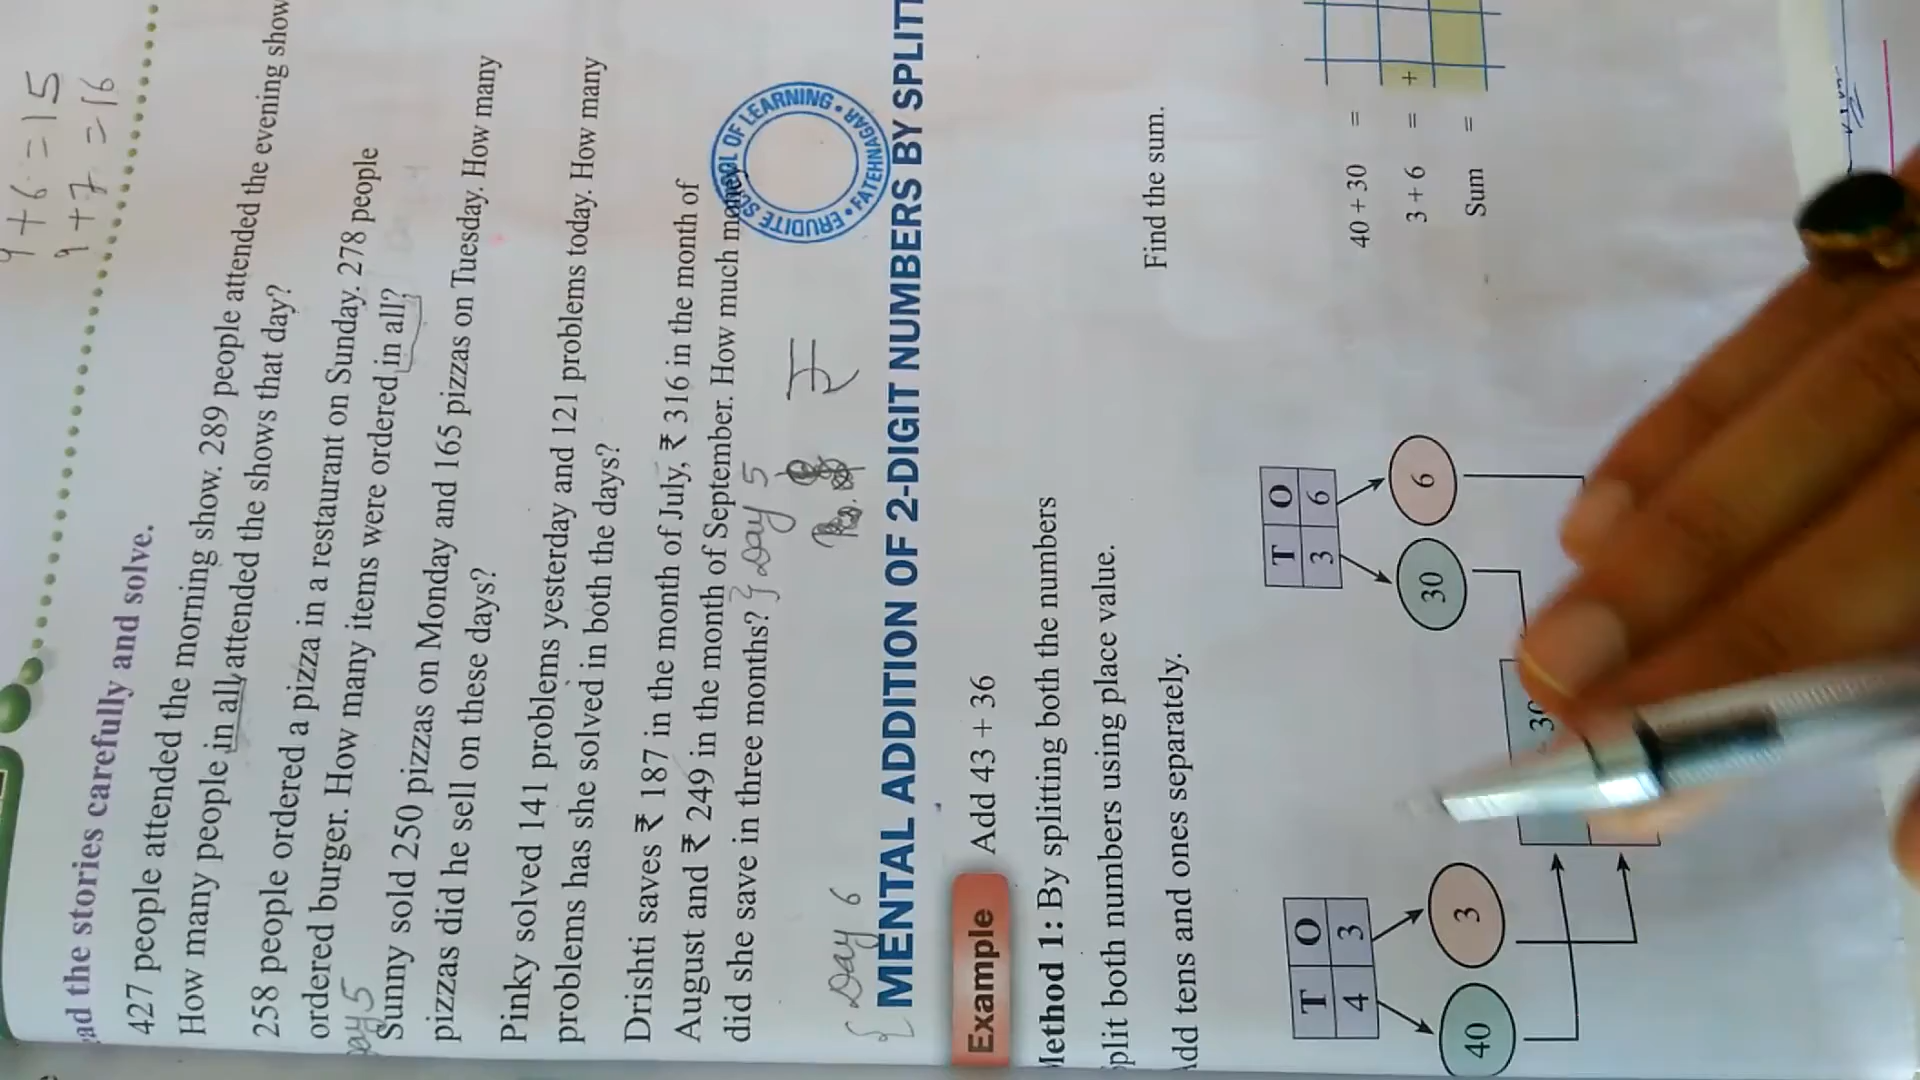 9 + 6 = 15
9 + 7 = 16
ad the stories carefully and solve.
427 people attended the morning show. 289 people attended the evening show
How many people in all attended the shows that day?
258 people ordered a pizza in a restaurant on Sunday. 278 people
ordered burger. How many items were ordered in all?
Day 5
Sunny sold 250 pizzas on Monday and 165 pizzas on Tuesday. How many
pizzas did he sell on these days?
Pinky solved 141 problems yesterday and 121 problems today. How many
problems has she solved in both the days?
Drishti saves ₹ 187 in the month of July, ₹ 316 in the month of
August and ₹ 249 in the month of September. How much money
did she save in three months? } Day 5
₹
ERUDITE OF LEARNING • FATEHNAGAR •
{ Day 6
MENTAL ADDITION OF 2-DIGIT NUMBERS BY SPLIT
Example Add 43 + 36
Method 1: By splitting both the numbers
plit both numbers using place value.
Add tens and ones separately.
Find the sum.
T O
4 3
40 3
T O
3 6
30 6
30
40 + 30 =
3 + 6 = +
Sum =